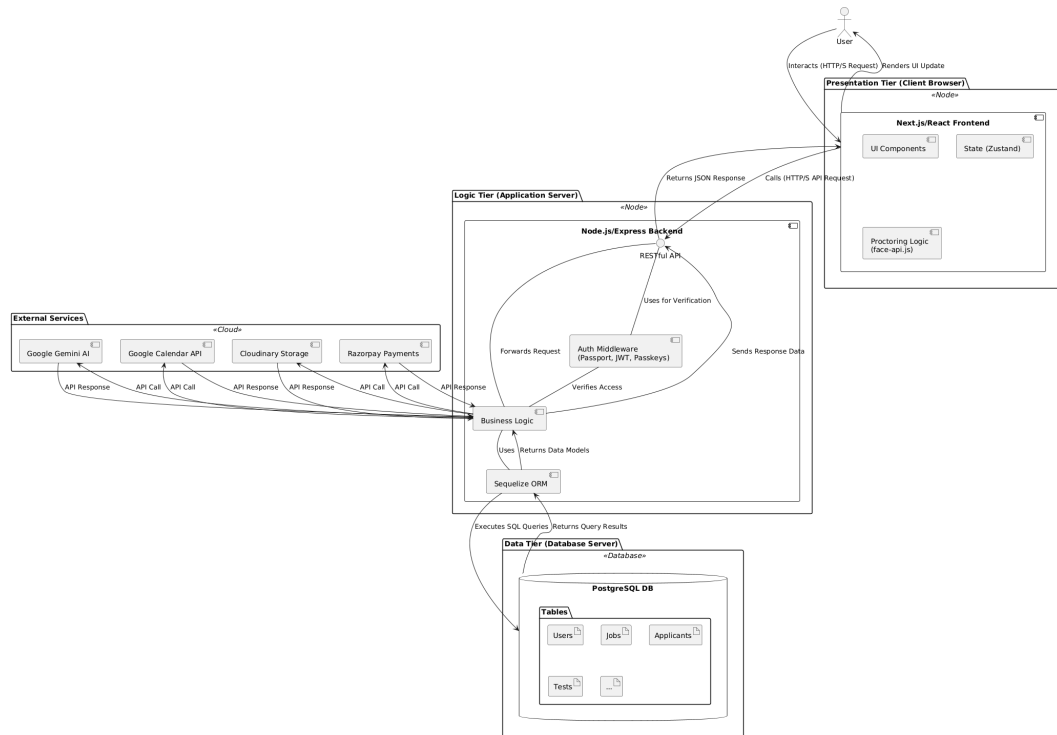 User
Interacts (HTTP/S Request)
Renders UI Update
Presentation Tier (Client Browser)
«Node»
Next.js/React Frontend
UI Components
State (Zustand)
Proctoring Logic
(face-api.js)
Returns JSON Response
Calls (HTTP/S API Request)
Logic Tier (Application Server)
«Node»
Node.js/Express Backend
RESTful API
Uses for Verification
Forwards Request
Auth Middleware
(Passport, JWT, Passkeys)
Sends Response Data
Verifies Access
External Services
«Cloud»
Google Gemini AI
Google Calendar API
Cloudinary Storage
Razorpay Payments
API Response
API Call
API Call
API Response
API Response
API Call
API Call
API Response
Business Logic
Uses
Returns Data Models
Sequelize ORM
Executes SQL Queries
Returns Query Results
Data Tier (Database Server)
«Database»
PostgreSQL DB
Tables
Users
Jobs
Applicants
Tests
...